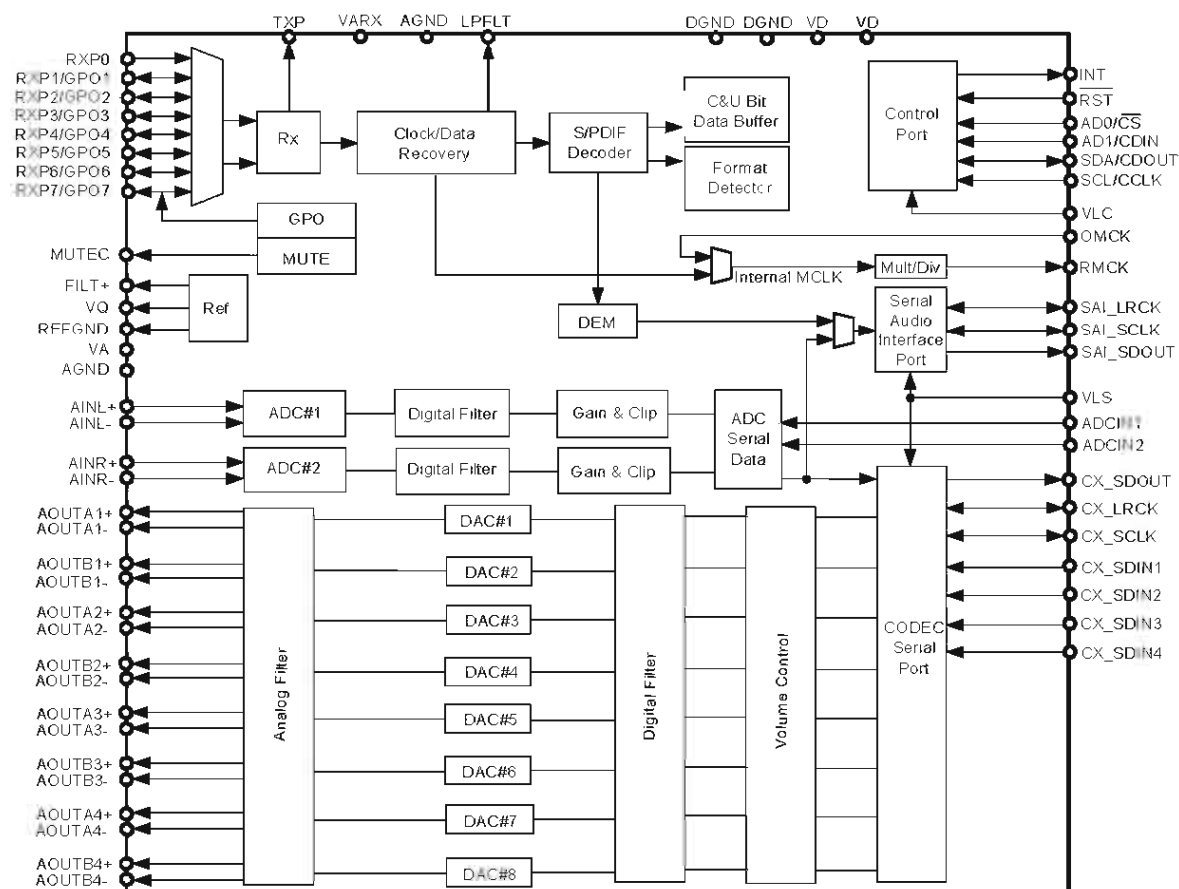 TXP VARX AGND LPFLT DGND DGND VD VD
RXP0
RXP1/GPO1
RXP2/GPO2
RXP3/GPO3
RXP4/GPO4
RXP5/GPO5
RXP6/GPO6
RXP7/GPO7
MUTEC
FILT+
VQ
REFGND
VA
AGND
AINL+
AINL-
AINR+
AINR-
AOUTA1+
AOUTA1-
AOUTB1+
AOUTB1-
AOUTA2+
AOUTA2-
AOUTB2+
AOUTB2-
AOUTA3+
AOUTA3-
AOUTB3+
AOUTB3-
AOUTA4+
AOUTA4-
AOUTB4+
AOUTB4-
Rx
Clock/Data
Recovery
S/PDIF
Decoder
C&U Bit
Data Buffer
Format
Detector
Control
Port
GPO
MUTE
Ref
Internal MCLK
Mult/Div
DEM
Serial
Audio
Interface
Port
ADC#1
Digital Filter
Gain & Clip
ADC
Serial
Data
ADC#2
Digital Filter
Gain & Clip
Analog Filter
DAC#1
DAC#2
DAC#3
DAC#4
DAC#5
DAC#6
DAC#7
DAC#8
Digital Filter
Volume Control
CODEC
Serial
Port
INT
RST
AD0/CS
AD1/CDIN
SDA/CDOUT
SCL/CCLK
VLC
OMCK
RMCK
SAI_LRCK
SAI_SCLK
SAI_SDOUT
VLS
ADCIN1
ADCIN2
CX_SDOUT
CX_LRCK
CX_SCLK
CX_SDIN1
CX_SDIN2
CX_SDIN3
CX_SDIN4